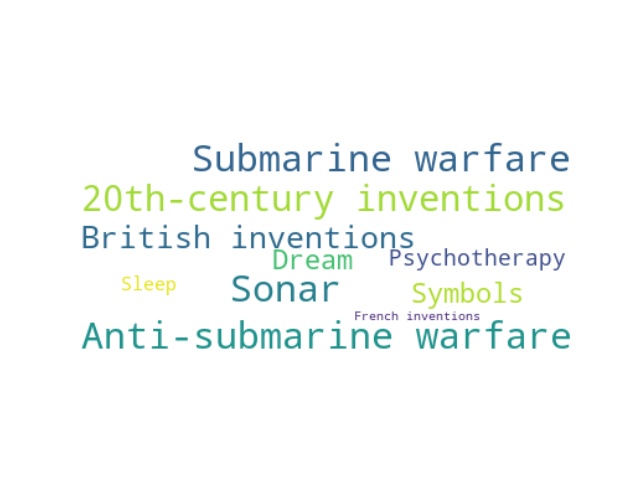 Submarine warfare
20th-century inventions
British inventions
Dream
Psychotherapy
Sleep
Sonar
Symbols
French inventions
Anti-submarine warfare